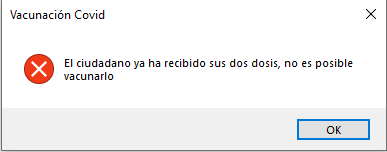 Vacunación Covid
El ciudadano ya ha recibido sus dos dosis, no es posible
vacunarlo
OK